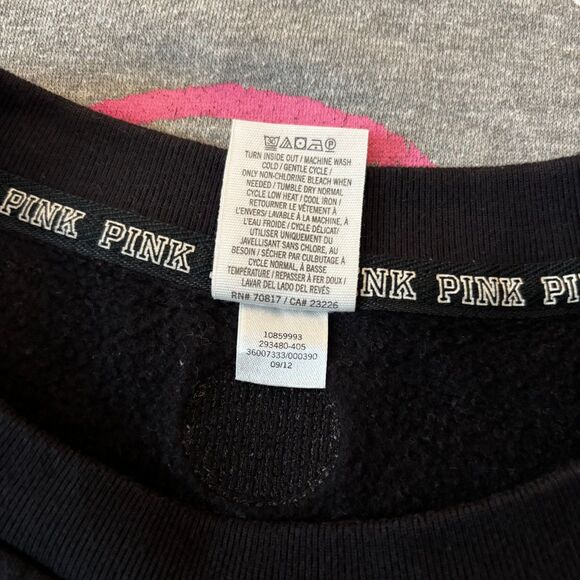 TURN INSIDE OUT / MACHINE WASH
COLD / GENTLE CYCLE /
ONLY NON-CHLORINE BLEACH WHEN
NEEDED / TUMBLE DRY NORMAL
CYCLE LOW HEAT / COOL IRON /
RETOURNER LE VÊTEMENT À
L'ENVERS/ LAVABLE À LA MACHINE, À
L'EAU FROIDE / CYCLE DÉLICAT/
UTILISER UNIQUEMENT DU
JAVELLISANT SANS CHLORE, AU
BESOIN / SÉCHER PAR CULBUTAGE À
CYCLE NORMAL, À BASSE
TEMPÉRATURE / REPASSER À FER DOUX /
LAVAR DEL LADO DEL REVÉS
RN# 70817 / CA# 23226
PINK PINK NK PINK PI
10859993
293480-405
36007333/000390
09/12